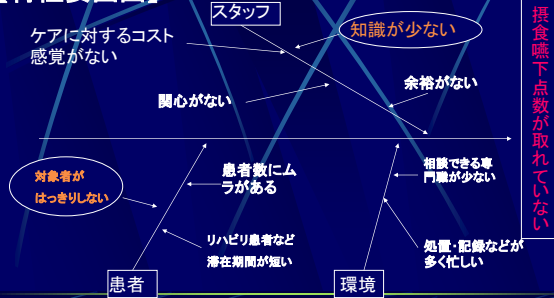 スタッフ
ケアに対するコスト
感覚がない
知識が少ない
関心がない
余裕がない
摂食嚥下点数が取れていない
対象者が
はっきりしない
患者数にム
ラがある
リハビリ患者など
滞在期間が短い
相談できる専
門職が少ない
処置・記録などが
多く忙しい
患者
環境